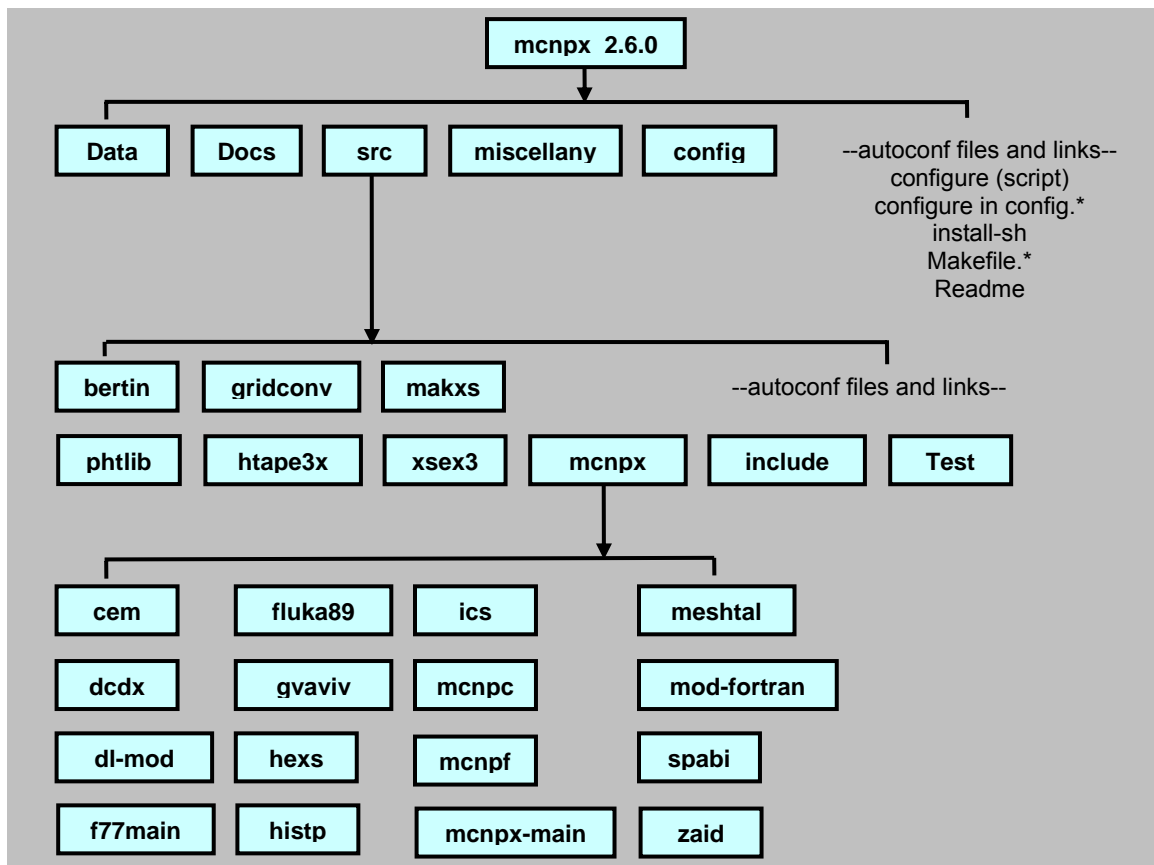 mcnpx 2.6.0
Data Docs src miscellany config
--autoconf files and links--
configure (script)
configure in config.*
install-sh
Makefile.*
Readme
bertin gridconv makxs --autoconf files and links--
phtlib htape3x xsex3 mcnpx include Test
cem fluka89 ics meshtal
dcdx gvaviv mcnpc mod-fortran
dl-mod hexs mcnpf spabi
f77main histp mcnpx-main zaid